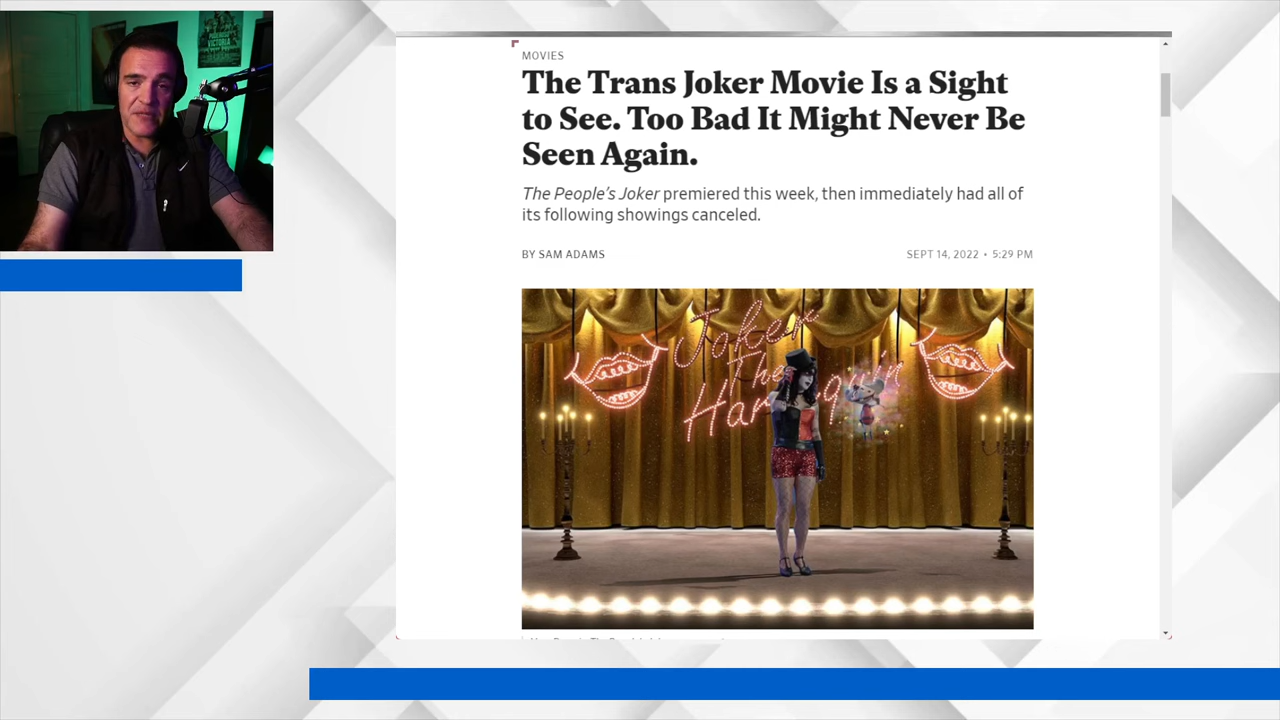 MOVIES
The Trans Joker Movie Is a Sight
to See. Too Bad It Might Never Be
Seen Again.
The People's Joker premiered this week, then immediately had all of
its following showings canceled.
BY SAM ADAMS
SEPT 14, 2022 • 5:29 PM
Joker
The